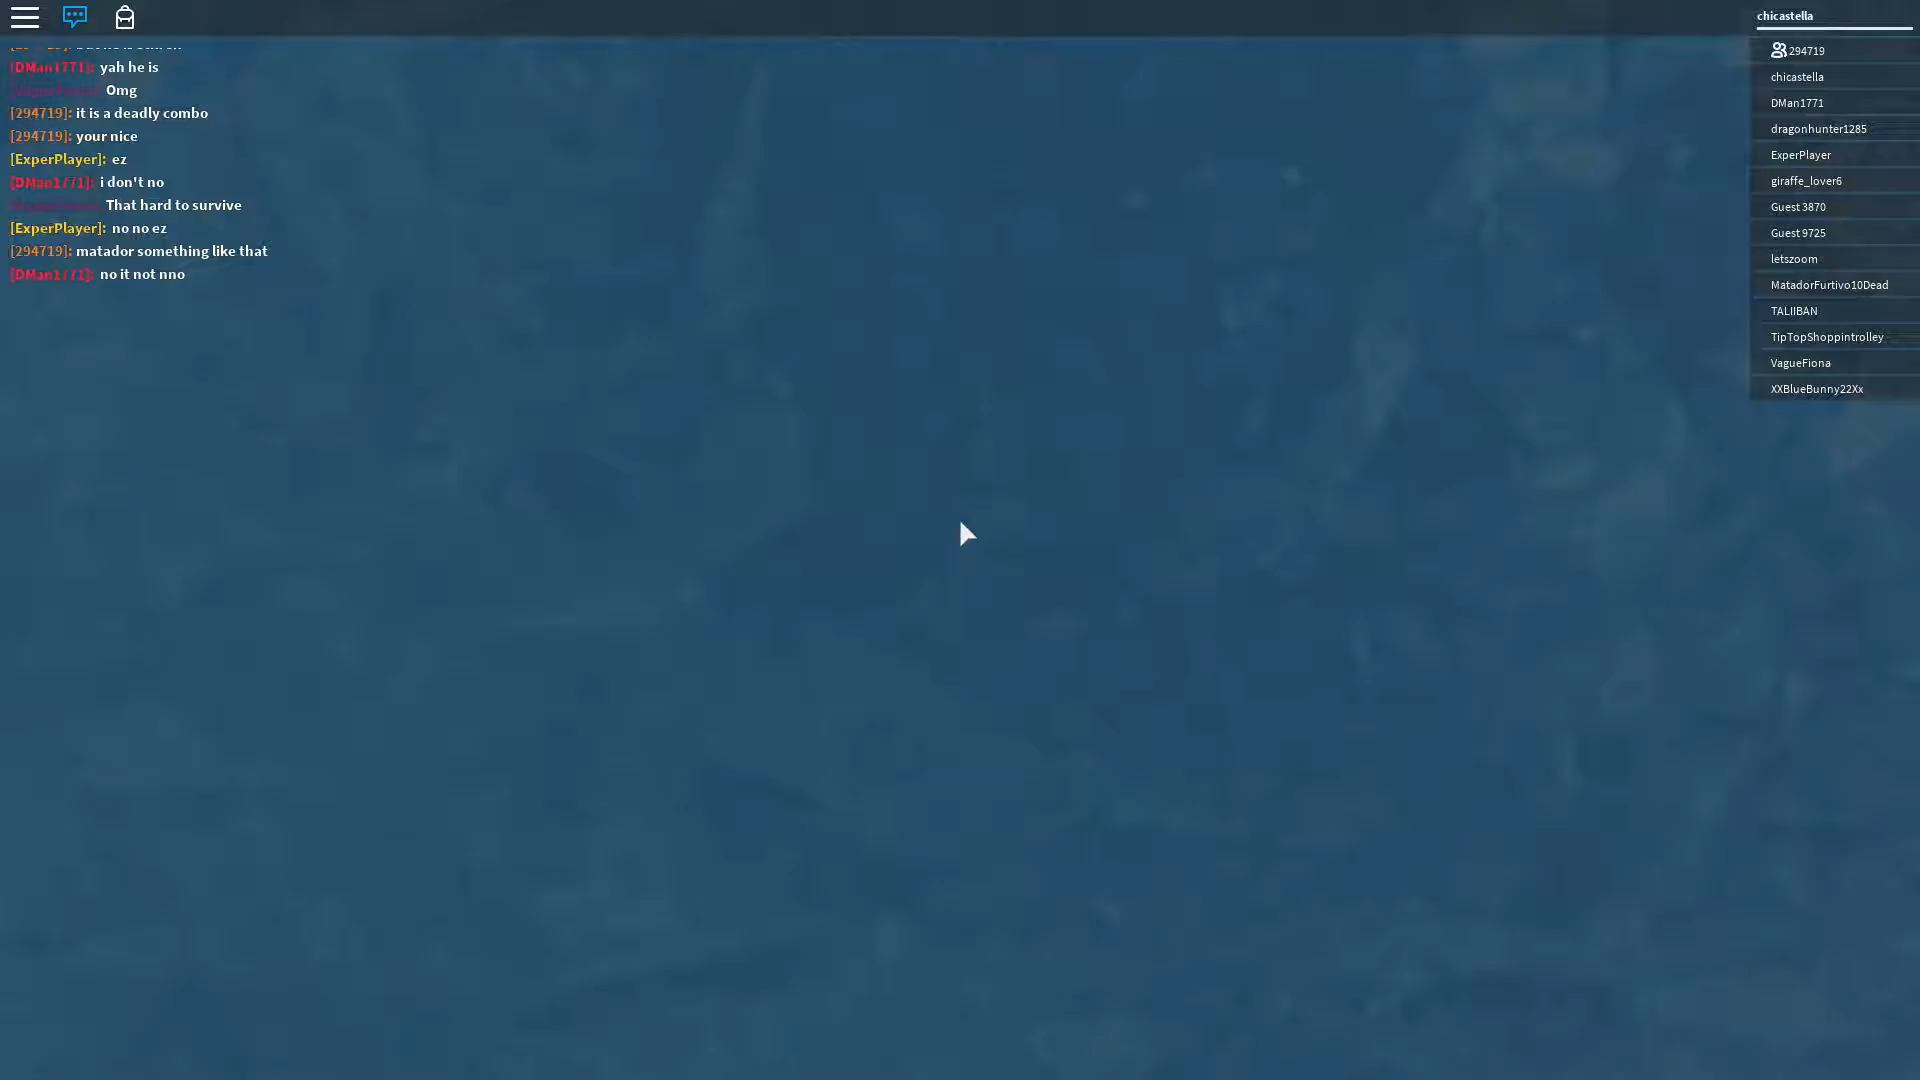 chicastella
[DMan1771]: yah he is
Omg
[294719]: it is a deadly combo
[294719]: your nice
[ExperPlayer]: ez
[DMan1771]: i don't no
That hard to survive
[ExperPlayer]: no no ez
[294719]: matador something like that
[DMan1771]: no it not nno
294719
chicastella
DMan1771
dragonhunter1285
ExperPlayer
giraffe_lover6
Guest 3870
Guest 9725
letszoom
MatadorFurtivo10Dead
TALIIBAN
TipTopShoppintrolley
VagueFiona
XXBlueBunny22Xx